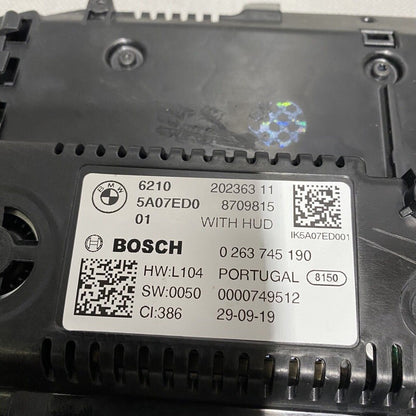 BMW
6210 202363 11
5A07ED0 8709815
01 WITH HUD
IK5A07ED001
BOSCH 0 263 745 190
HW:L104 PORTUGAL 8150
SW:0050 0000749512
CI:386 29-09-19